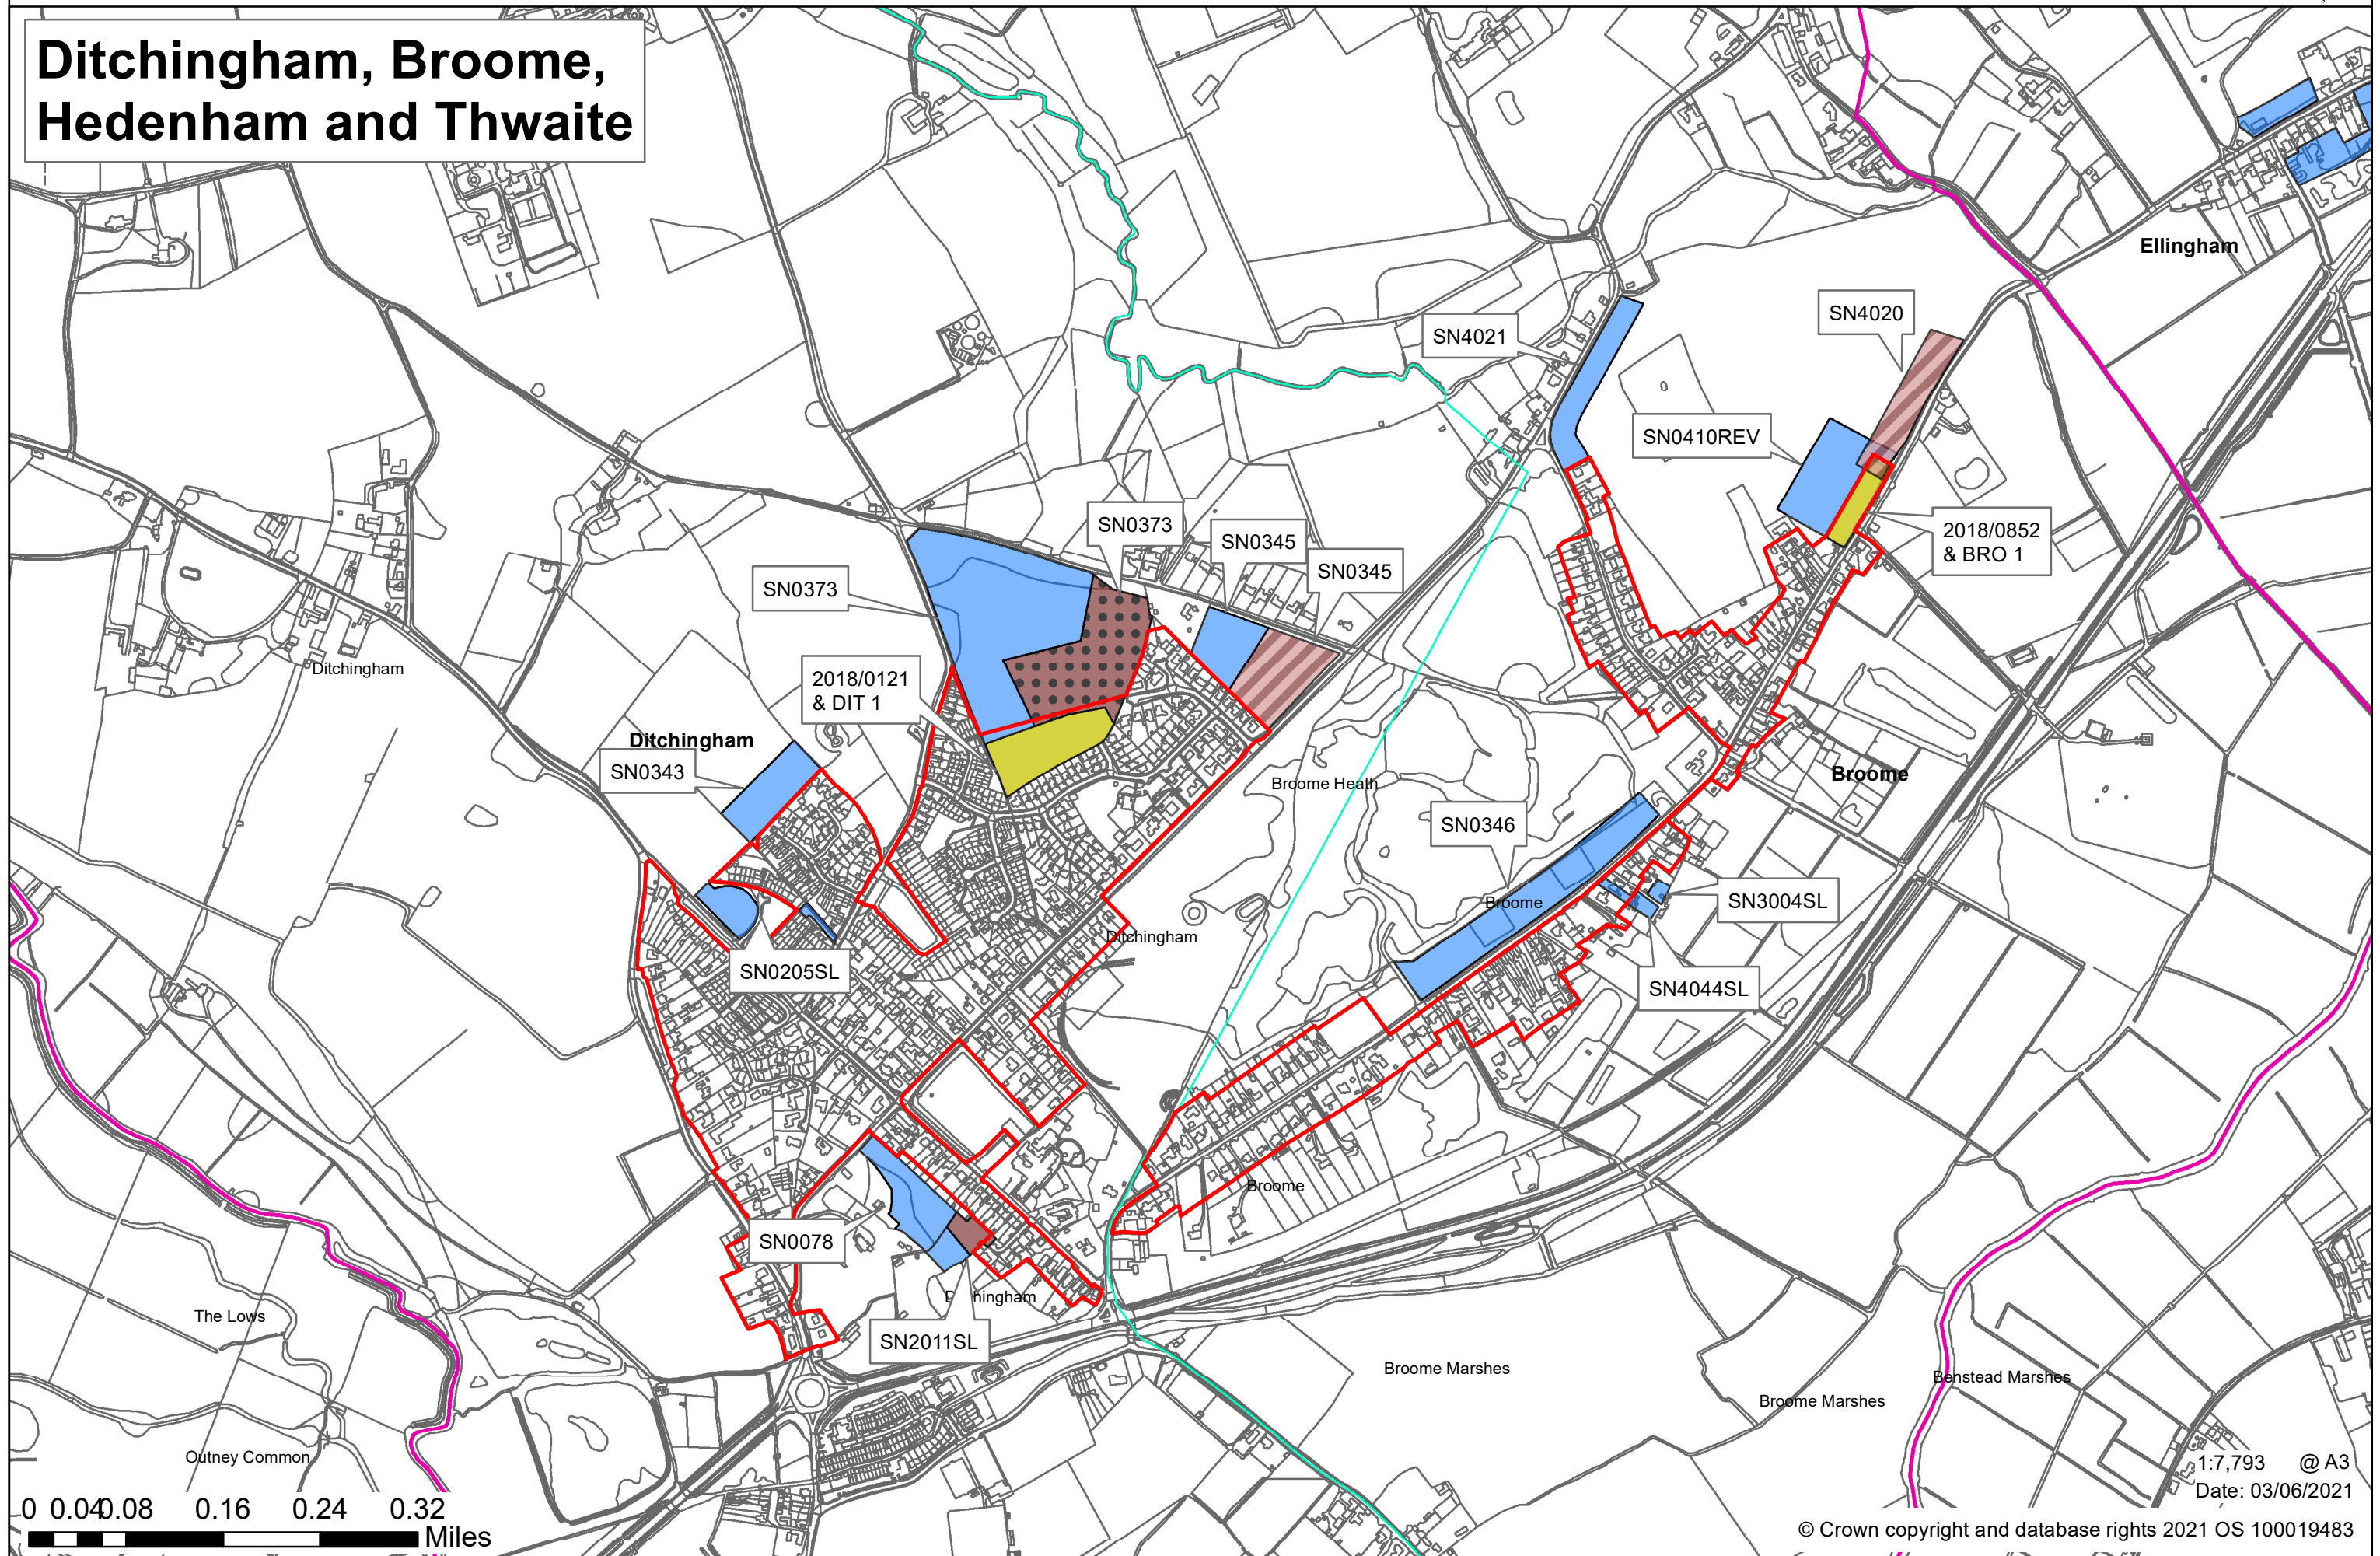 Ditchingham, Broome,
Hedenham and Thwaite
Ellingham
SN4020
SN4021
SN0410REV
2018/0852
& BRO 1
SN0373
SN0345
SN0345
SN0373
Ditchingham
2018/0121
& DIT 1
Ditchingham
SN0343
Broome Heath
Broome
SN0346
SN3004SL
Broome
Ditchingham
SN0205SL
SN4044SL
Broome
SN0078
D hingham
The Lows
SN2011SL
Broome Marshes
Benstead Marshes
Broome Marshes
Outney Common
1:7,793 @ A3
Date: 03/06/2021
0 0.04 0.08 0.16 0.24 0.32
Miles
© Crown copyright and database rights 2021 OS 100019483